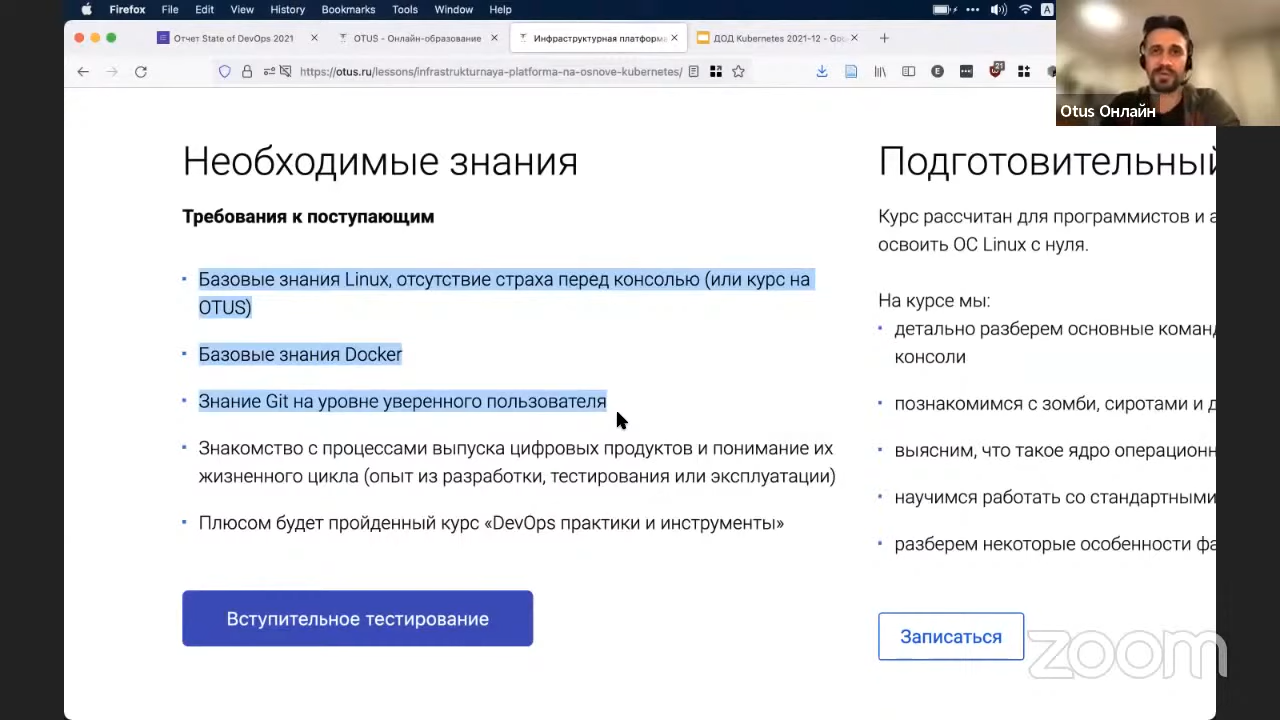 Firefox File Edit View History Bookmarks Tools Window Help
A
Отчет State of DevOps 2021
OTUS - Онлайн-образование
Инфраструктурная платформа
ДОД Kubernetes 2021-12 - Goo
https://otus.ru/lessons/infrastrukturnaya-platforma-na-osnove-kubernetes/
21
Otus Онлайн
Необходимые знания
Требования к поступающим
Базовые знания Linux, отсутствие страха перед консолью (или курс на
OTUS)
Базовые знания Docker
Знание Git на уровне уверенного пользователя
Знакомство с процессами выпуска цифровых продуктов и понимание их
жизненного цикла (опыт из разработки, тестирования или эксплуатации)
Плюсом будет пройденный курс «DevOps практики и инструменты»
Вступительное тестирование
Подготовительный
Курс рассчитан для программистов и а
освоить ОС Linux с нуля.
На курсе мы:
детально разберем основные команд
консоли
познакомимся с зомби, сиротами и д
выясним, что такое ядро операционн
научимся работать со стандартными
разберем некоторые особенности фа
Записаться
zoom